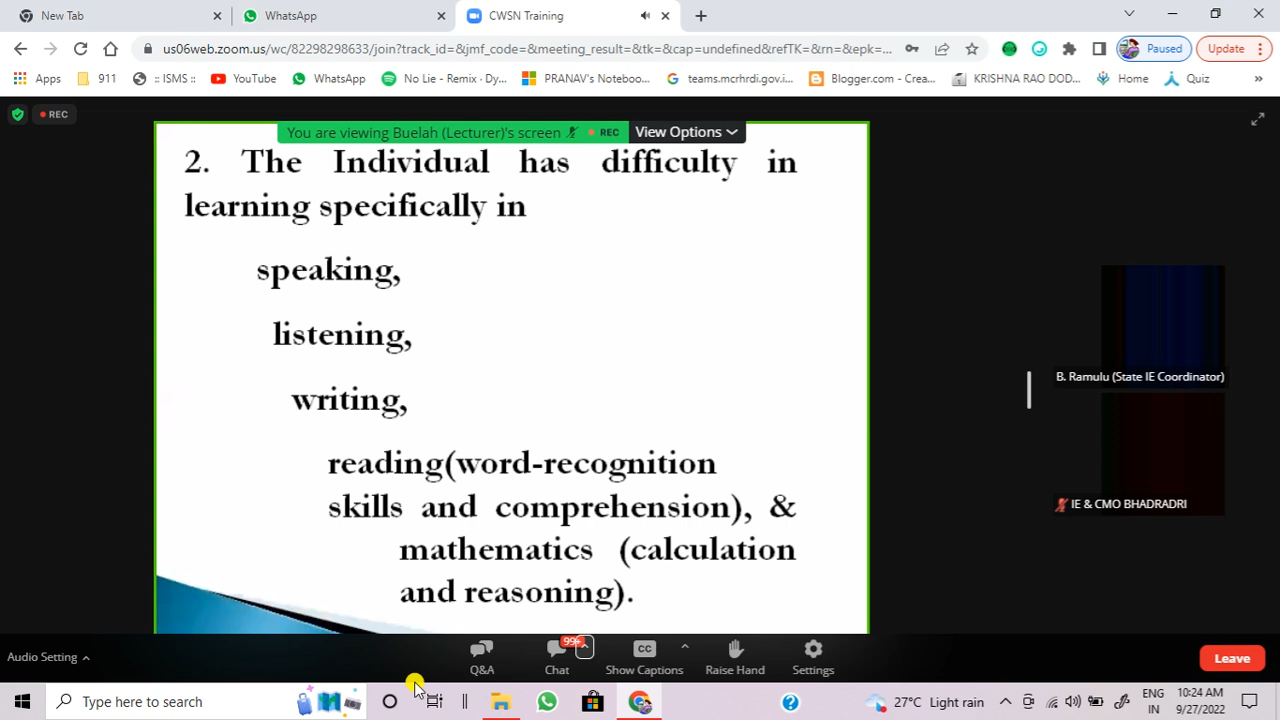 New Tab
WhatsApp
CWSN Training
us06web.zoom.us/wc/82298298633/join?track_id=&jmf_code=&meeting_result=&tk=&cap=undefined&refTK=&rn=&epk=...
Paused
Update
Apps
911
:: ISMS ::
YouTube
WhatsApp
No Lie - Remix - Dy...
PRANAV's Noteboo...
teams.mcrhrdi.gov.i...
Blogger.com - Crea...
KRISHNA RAO DOD...
Home
Quiz
»
REC
You are viewing Buelah (Lecturer)'s screen
REC
View Options
2. The Individual has difficulty in
learning specifically in
speaking,
listening,
writing,
reading(word-recognition
skills and comprehension), &
mathematics (calculation
and reasoning).
B. Ramulu (State IE Coordinator)
IE & CMO BHADRADRI
Audio Setting
Q&A
99+
Chat
CC
Show Captions
Raise Hand
Settings
Leave
Type here to search
27°C Light rain
ENG
IN
10:24 AM
9/27/2022